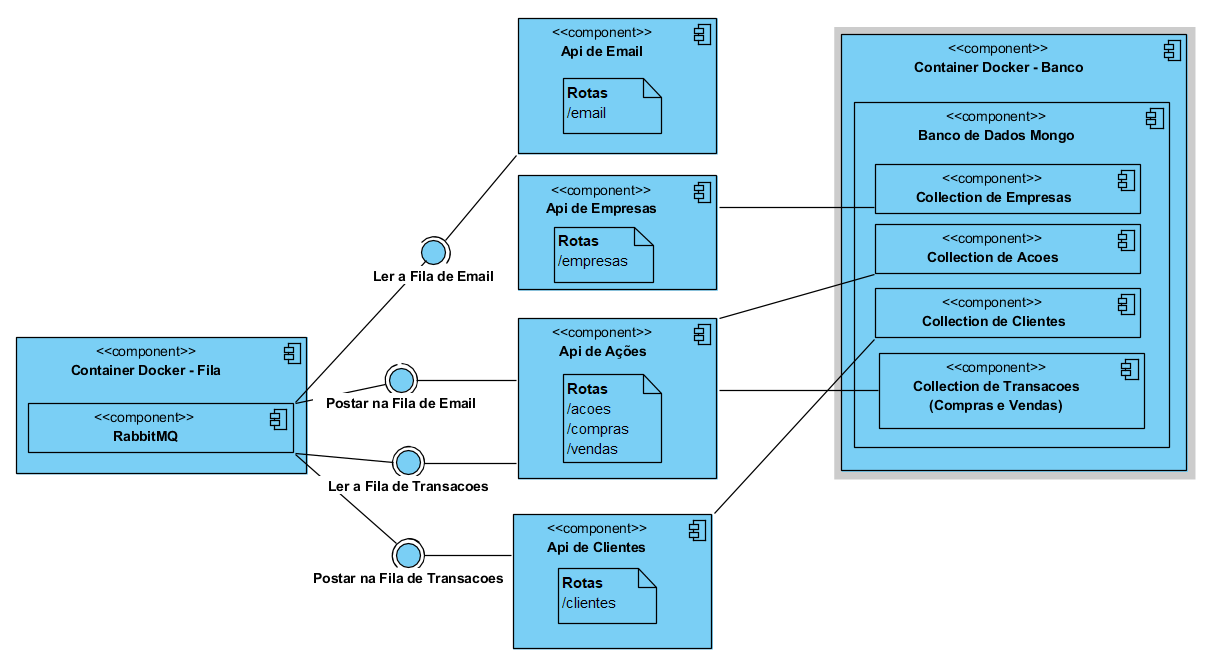 <<component>>
Api de Email
Rotas
/email
<<component>>
Container Docker - Banco
<<component>>
Banco de Dados Mongo
<<component>>
Collection de Empresas
<<component>>
Collection de Acoes
<<component>>
Collection de Clientes
<<component>>
Collection de Transacoes
(Compras e Vendas)
<<component>>
Api de Empresas
Rotas
/empresas
Ler a Fila de Email
<<component>>
Api de Ações
Rotas
/acoes
/compras
/vendas
<<component>>
Container Docker - Fila
<<component>>
RabbitMQ
Postar na Fila de Email
Ler a Fila de Transacoes
Postar na Fila de Transacoes
<<component>>
Api de Clientes
Rotas
/clientes